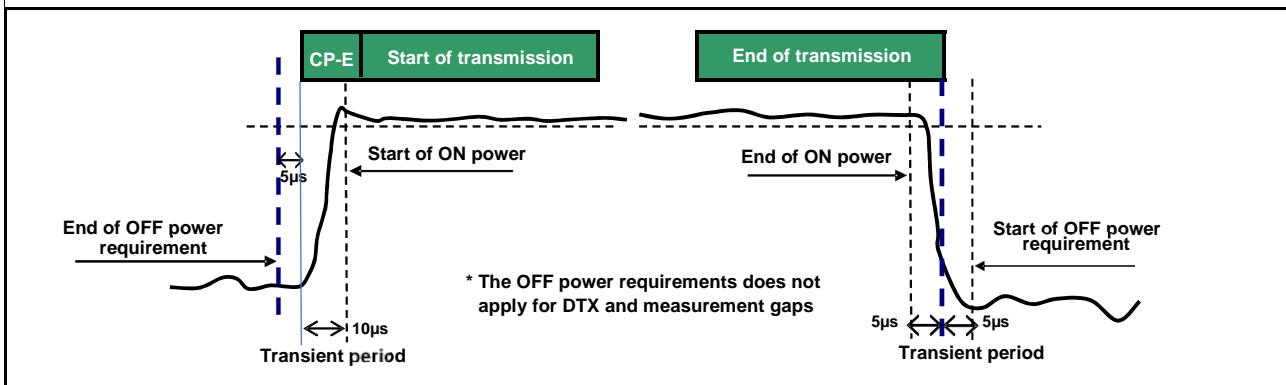 CP-E
Start of transmission
End of transmission
Start of ON power
End of ON power
5µs
End of OFF power
requirement
Start of OFF power
requirement
* The OFF power requirements does not
apply for DTX and measurement gaps
10µs
5µs
5µs
Transient period
Transient period